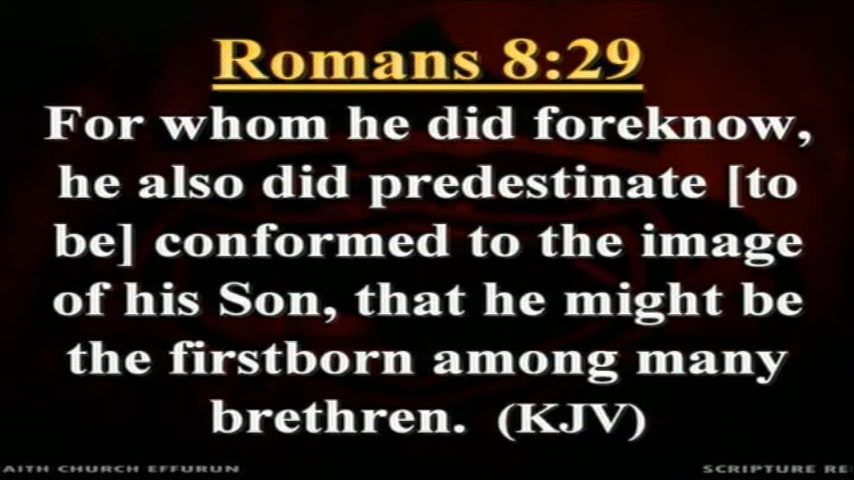 Romans 8:29
For whom he did foreknow,
he also did predestinate [to
be] conformed to the image
of his Son, that he might be
the firstborn among many
brethren. (KJV)
AITH CHURCH EFFURUN
SCRIPTURE RE